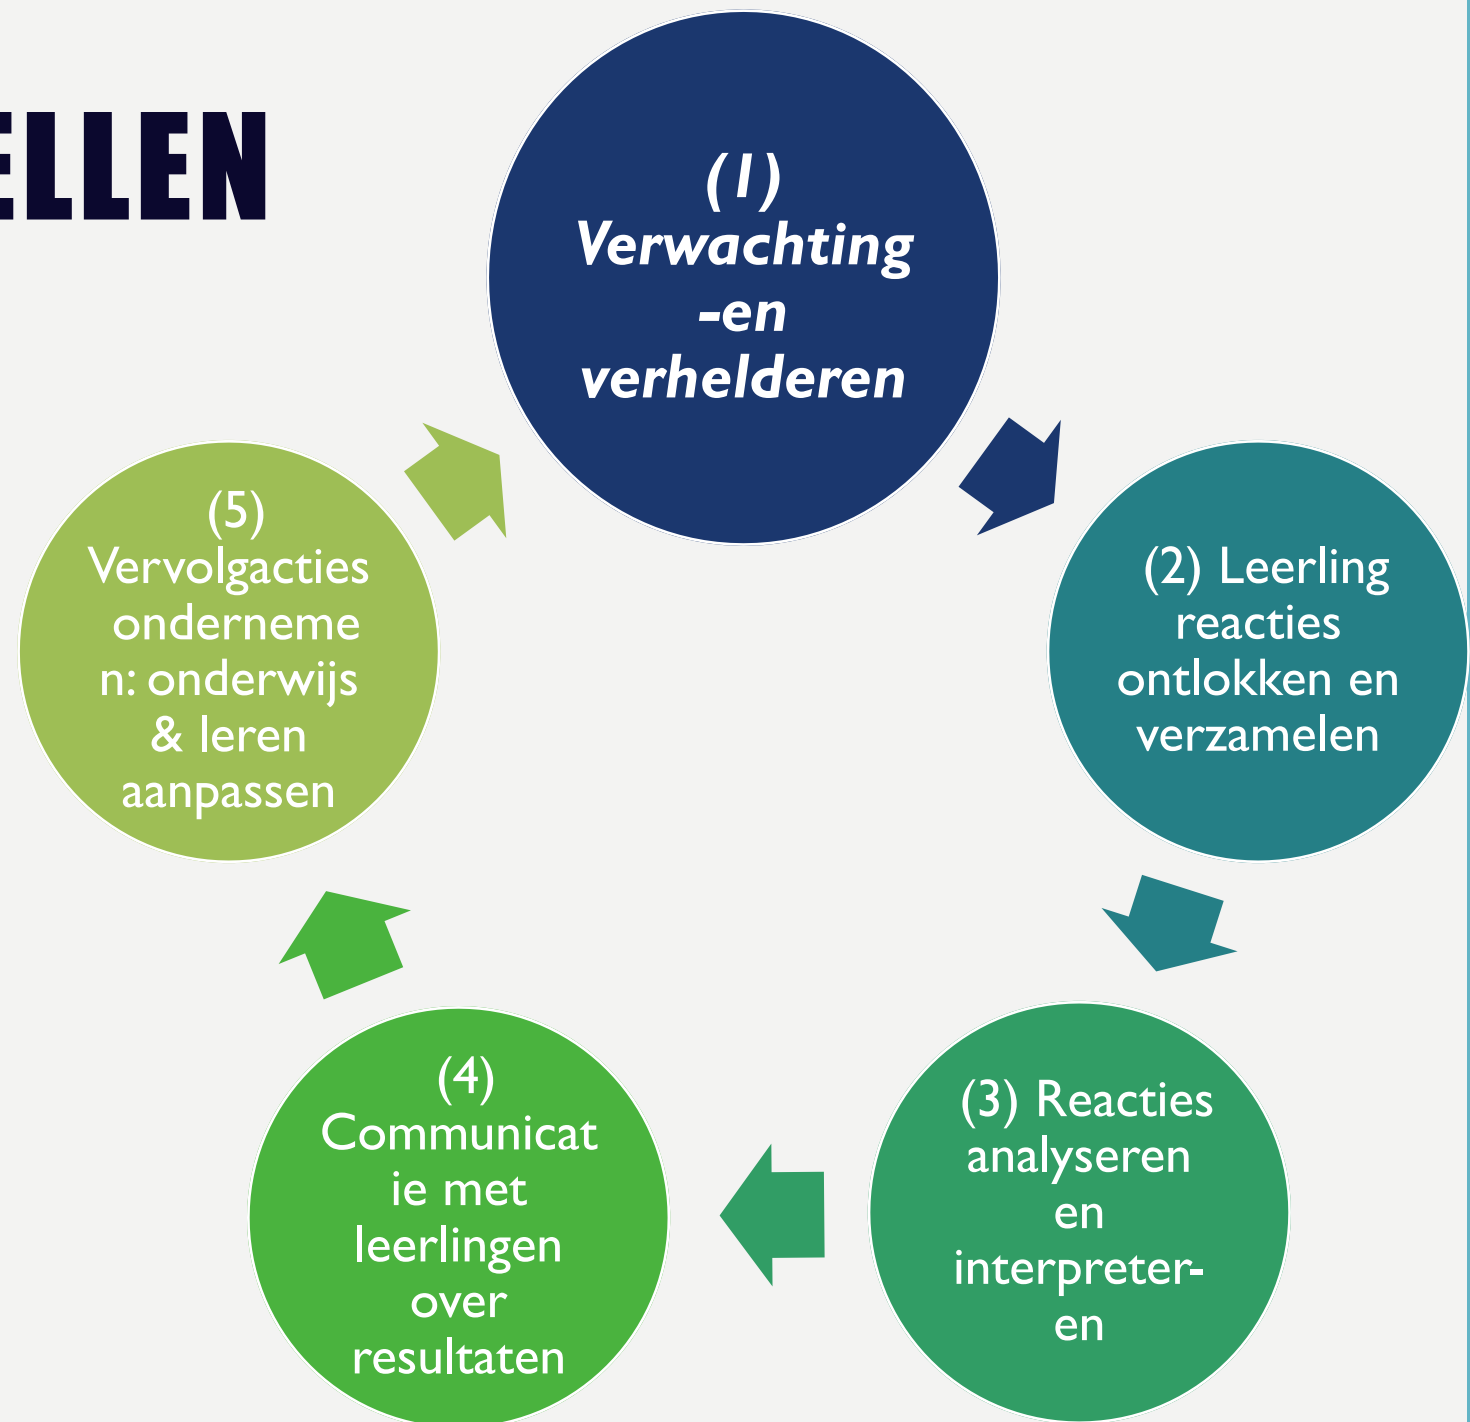 ELLEN
(1)
Verwachting
-en
verhelderen
(2) Leerling
reacties
ontlokken en
verzamelen
(3) Reacties
analyseren
en
interpreter-
en
(4)
Communicat
ie met
leerlingen
over
resultaten
(5)
Vervolgacties
onderneme
n: onderwijs
& leren
aanpassen